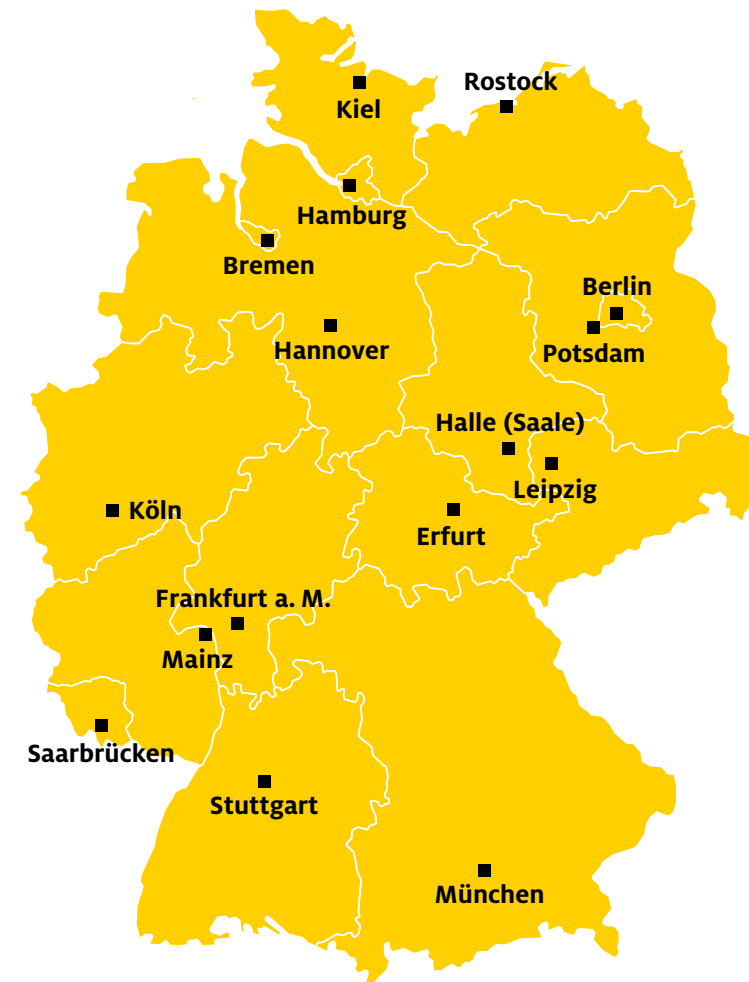 Rostock
Kiel
Hamburg
Bremen
Berlin
Hannover
Potsdam
Halle (Saale)
Leipzig
Köln
Erfurt
Frankfurt a. M.
Mainz
Saarbrücken
Stuttgart
München